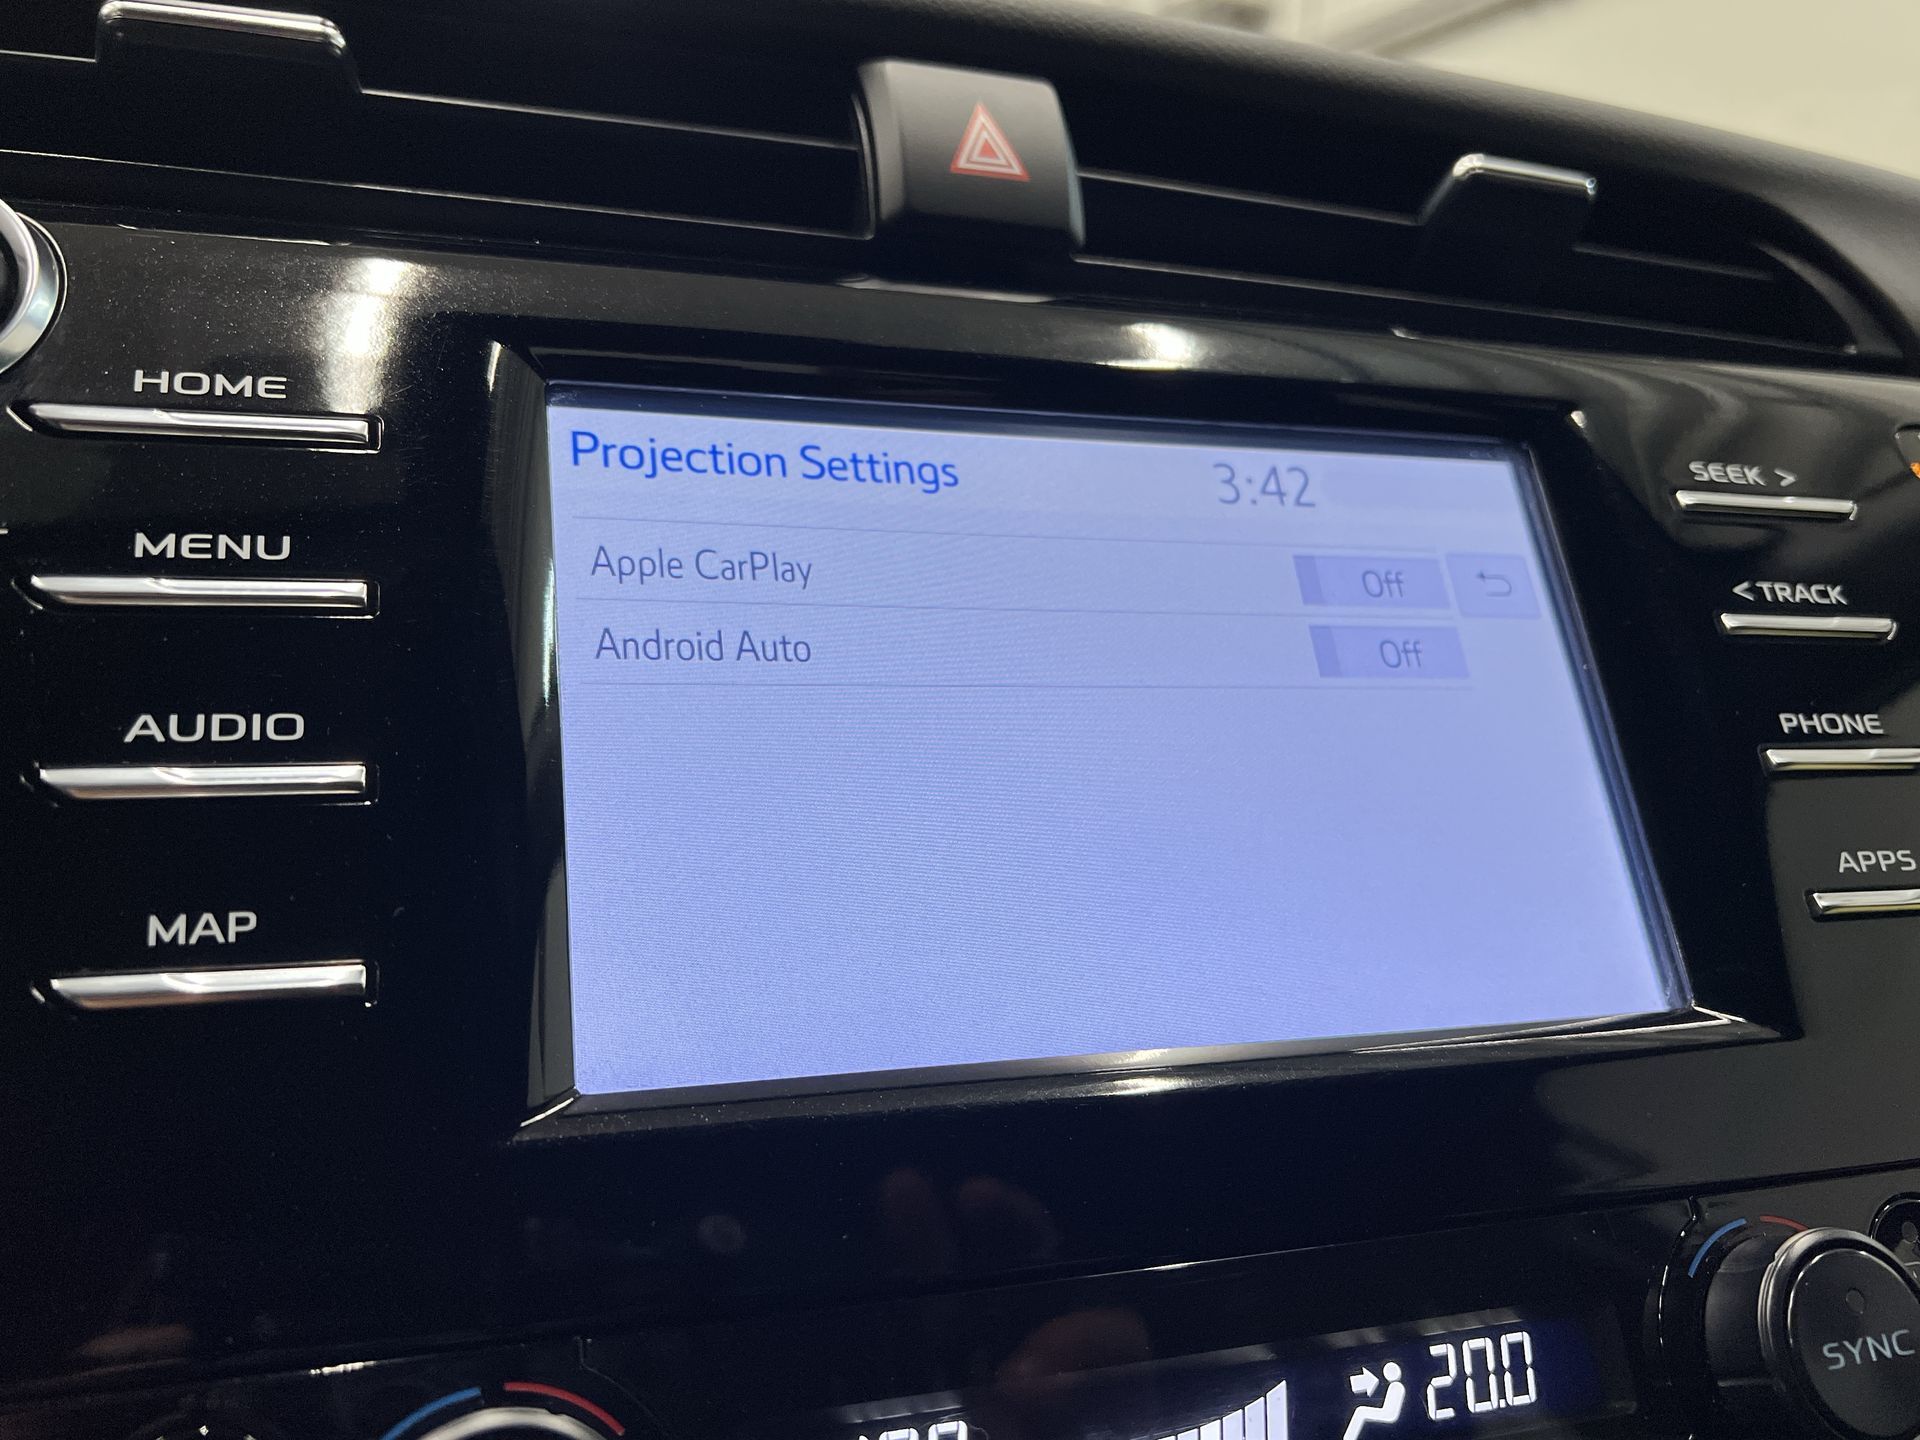 HOME
MENU
AUDIO
MAP
Projection Settings 3:42
Apple CarPlay Off
Android Auto Off
SEEK >
< TRACK
PHONE
APPS
20.0
SYNC